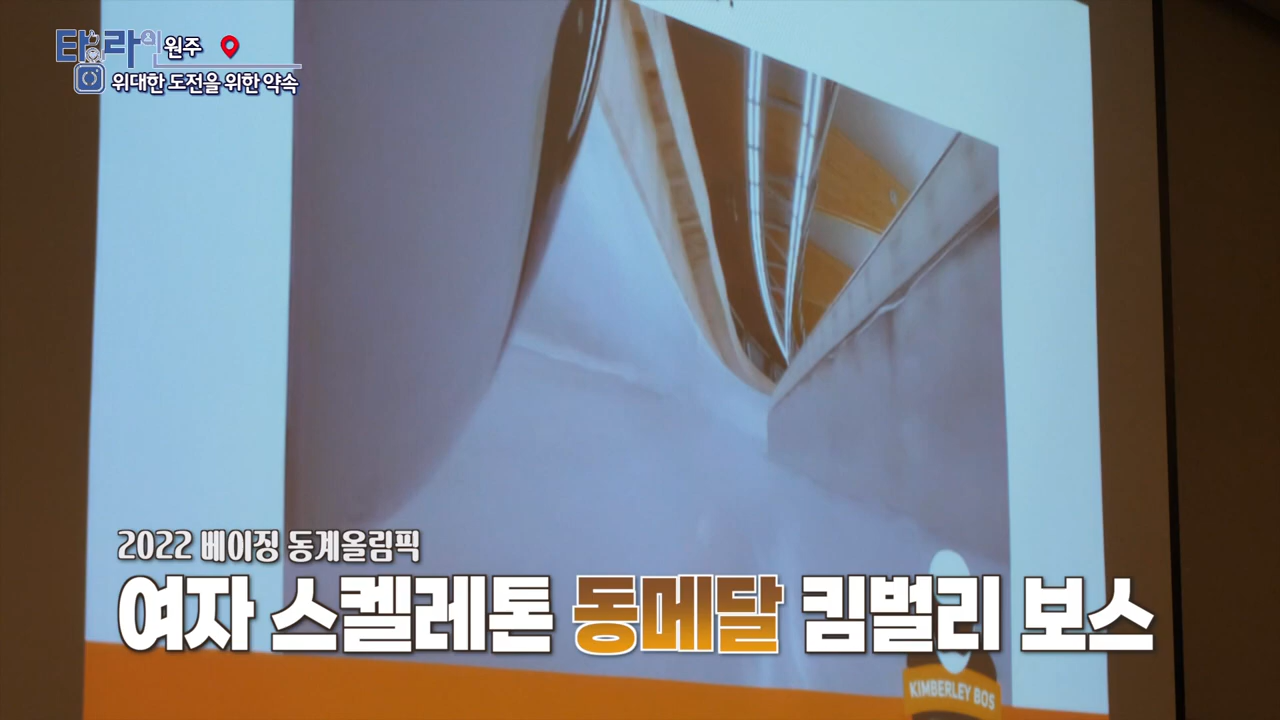 타임라인 원주
위대한 도전을 위한 약속
2022 베이징 동계올림픽
여자 스켈레톤 동메달 킴벌리 보스
KIMBERLEY BOS